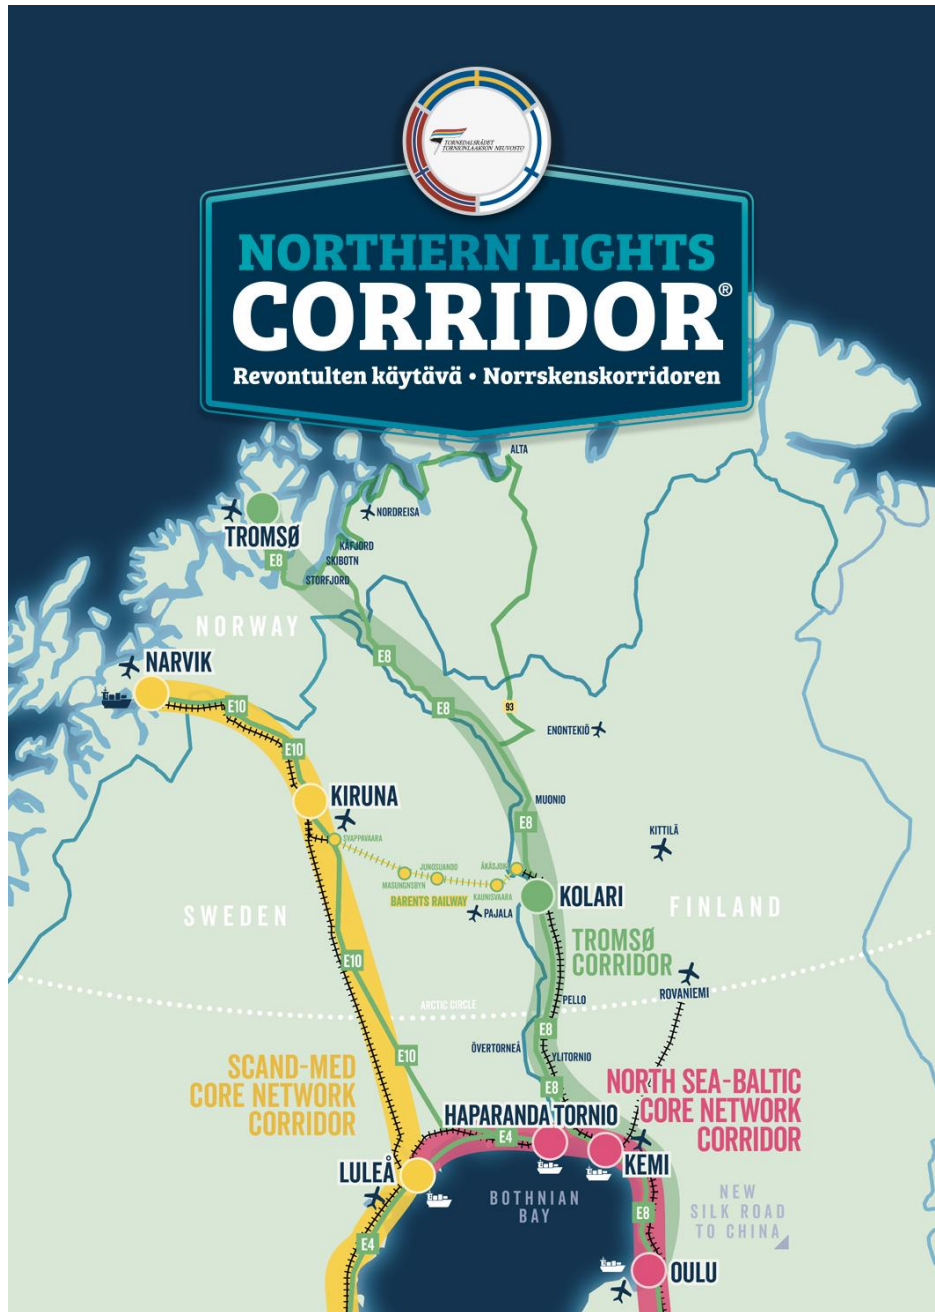 TORNEDALSRÅDET
TORNIONLAAKSON NEUVOSTO
NORTHERN LIGHTS
CORRIDOR®
Revontulten käytävä • Norrskenskorridoren
ALTA
NORDREISA
TROMSØ
KÅFJORD
SKIBOTN
E8
STORFJORD
NORWAY
E8
NARVIK
E10
E8
93
ENONTEKIÖ
E10
KIRUNA
MUONIO
E8
SVAPPAVAARA
KITTILÄ
JUNOSUANDO
ÄKÄSJOKI
MASUNGNSBYN
KAUNISVAARA
KOLARI
BARENTS RAILWAY
PAJALA
SWEDEN
FINLAND
TROMSØ
CORRIDOR
E10
ROVANIEMI
ARCTIC CIRCLE
PELLO
E8
ÖVERTORNEÅ
YLITORNIO
E10
SCAND-MED
CORE NETWORK
CORRIDOR
E8
NORTH SEA-BALTIC
CORE NETWORK
CORRIDOR
HAPARANDA TORNIO
E4
KEMI
LULEÅ
BOTHNIAN
BAY
NEW
SILK ROAD
TO CHINA
E8
E4
OULU